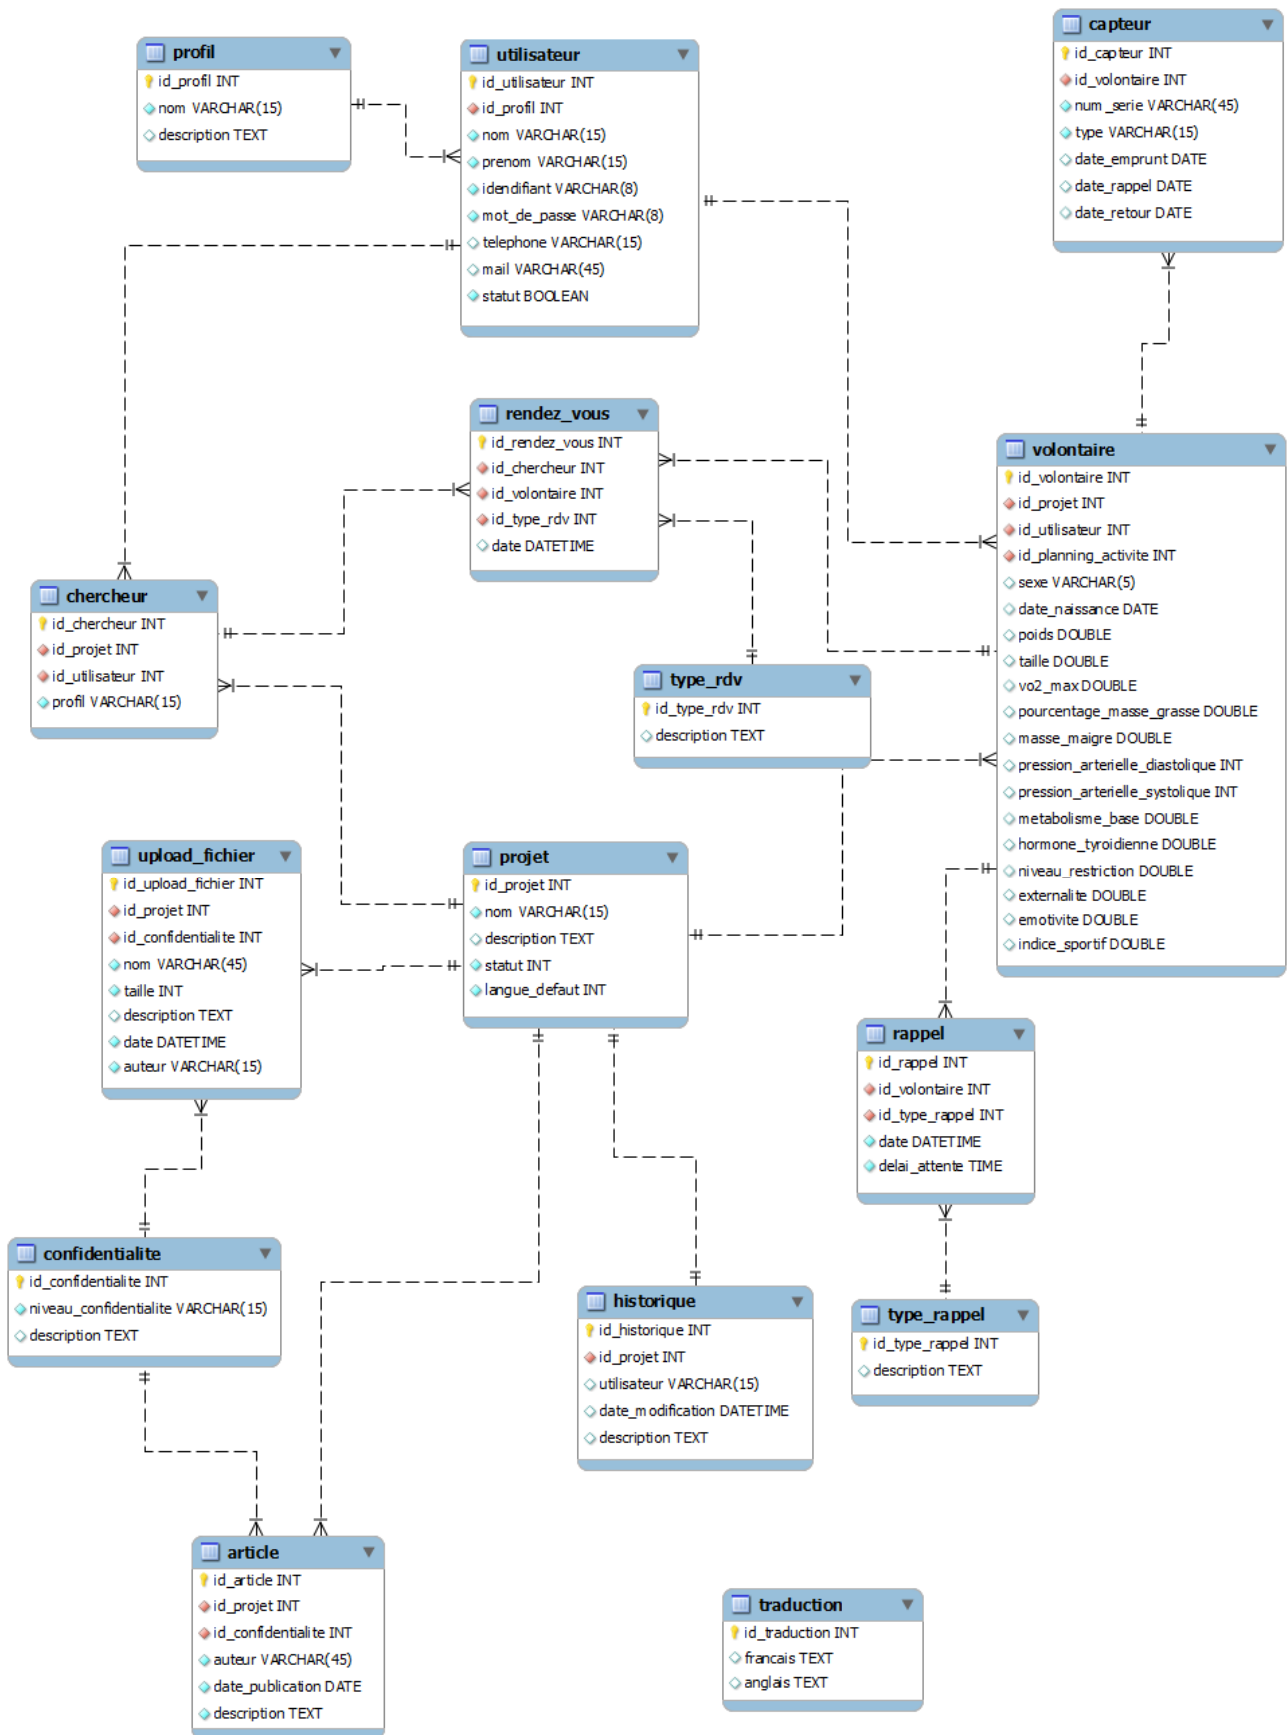 profil
id_profil INT
nom VARCHAR(15)
description TEXT
utilisateur
id_utilisateur INT
id_profil INT
nom VARCHAR(15)
prenom VARCHAR(15)
idendifiant VARCHAR(8)
mot_de_passe VARCHAR(8)
telephone VARCHAR(15)
mail VARCHAR(45)
statut BOOLEAN
capteur
id_capteur INT
id_volontaire INT
num_serie VARCHAR(45)
type VARCHAR(15)
date_emprunt DATE
date_rappel DATE
date_retour DATE
rendez_vous
id_rendez_vous INT
id_chercheur INT
id_volontaire INT
id_type_rdv INT
date DATETIME
volontaire
id_volontaire INT
id_projet INT
id_utilisateur INT
id_planning_activite INT
sexe VARCHAR(5)
date_naissance DATE
poids DOUBLE
taille DOUBLE
vo2_max DOUBLE
pourcentage_masse_grasse DOUBLE
masse_maigre DOUBLE
pression_arterielle_diastolique INT
pression_arterielle_systolique INT
metabolisme_base DOUBLE
hormone_tyroidienne DOUBLE
niveau_restriction DOUBLE
externalite DOUBLE
emotivite DOUBLE
indice_sportif DOUBLE
chercheur
id_chercheur INT
id_projet INT
id_utilisateur INT
profil VARCHAR(15)
type_rdv
id_type_rdv INT
description TEXT
upload_fichier
id_upload_fichier INT
id_projet INT
id_confidentialite INT
nom VARCHAR(45)
taille INT
description TEXT
date DATETIME
auteur VARCHAR(15)
projet
id_projet INT
nom VARCHAR(15)
description TEXT
statut INT
langue_defaut INT
rappel
id_rappel INT
id_volontaire INT
id_type_rappel INT
date DATETIME
delai_attente TIME
confidentialite
id_confidentialite INT
niveau_confidentialite VARCHAR(15)
description TEXT
historique
id_historique INT
id_projet INT
utilisateur VARCHAR(15)
date_modification DATETIME
description TEXT
type_rappel
id_type_rappel INT
description TEXT
article
id_article INT
id_projet INT
id_confidentialite INT
auteur VARCHAR(45)
date_publication DATE
description TEXT
traduction
id_traduction INT
francais TEXT
anglais TEXT